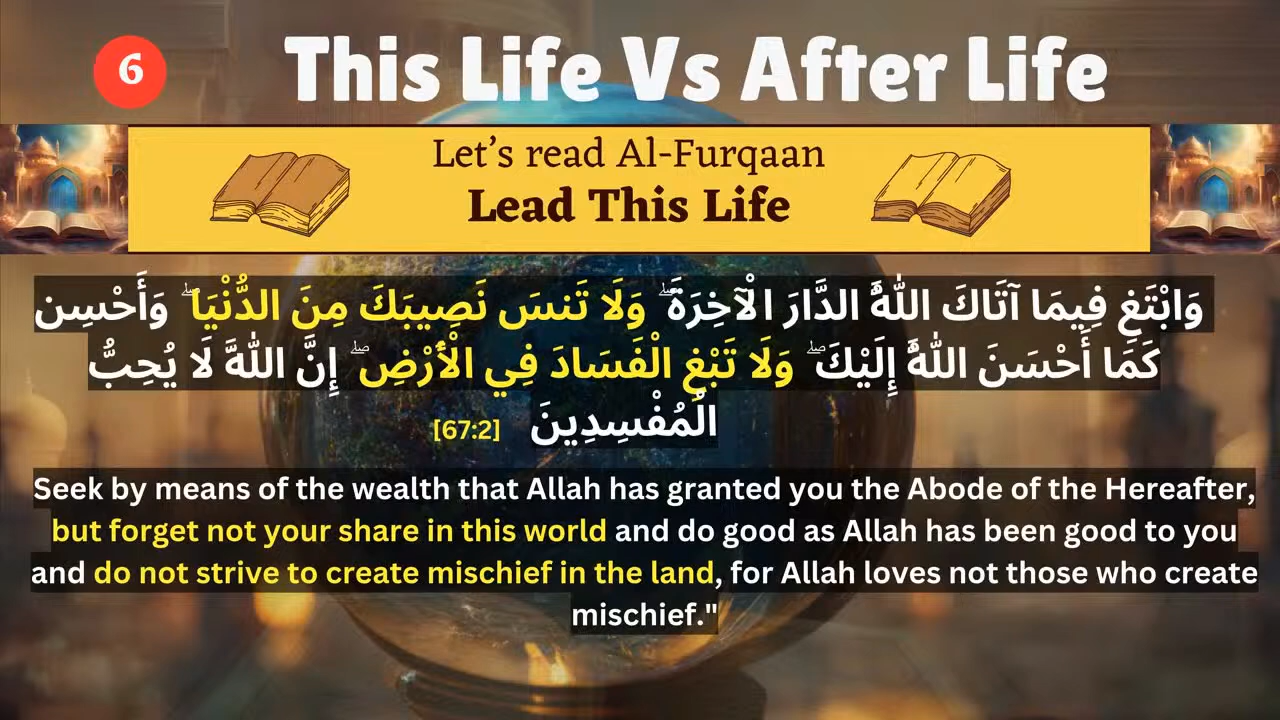 6
This Life Vs After Life
Let's read Al-Furqaan
Lead This Life
وَابْتَغِ فِيمَا آتَاكَ اللَّهُ الدَّارَ الْآخِرَةَ ۖ وَلَا تَنسَ نَصِيبَكَ مِنَ الدُّنْيَا ۖ وَأَحْسِن
كَمَا أَحْسَنَ اللَّهُ إِلَيْكَ ۖ وَلَا تَبْغِ الْفَسَادَ فِي الْأَرْضِ ۖ إِنَّ اللَّهَ لَا يُحِبُّ
الْمُفْسِدِينَ [67:2]
Seek by means of the wealth that Allah has granted you the Abode of the Hereafter,
but forget not your share in this world and do good as Allah has been good to you
and do not strive to create mischief in the land, for Allah loves not those who create
mischief."